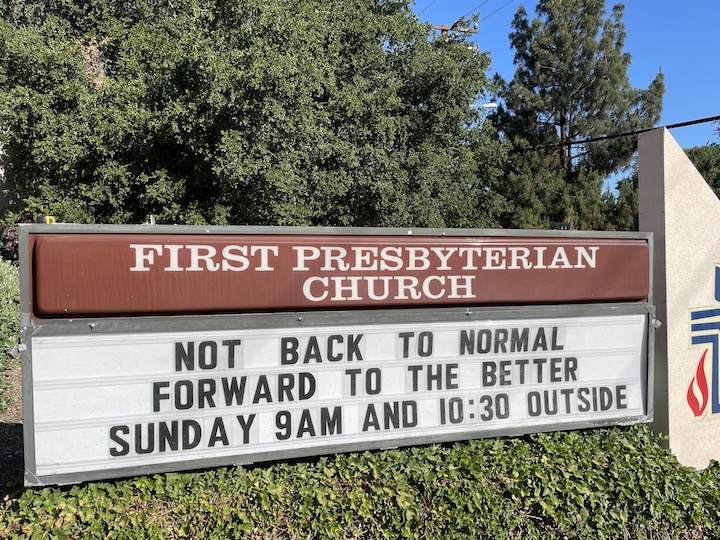 FIRST PRESBYTERIAN
CHURCH
NOT BACK TO NORMAL
FORWARD TO THE BETTER
SUNDAY 9AM AND 10:30 OUTSIDE